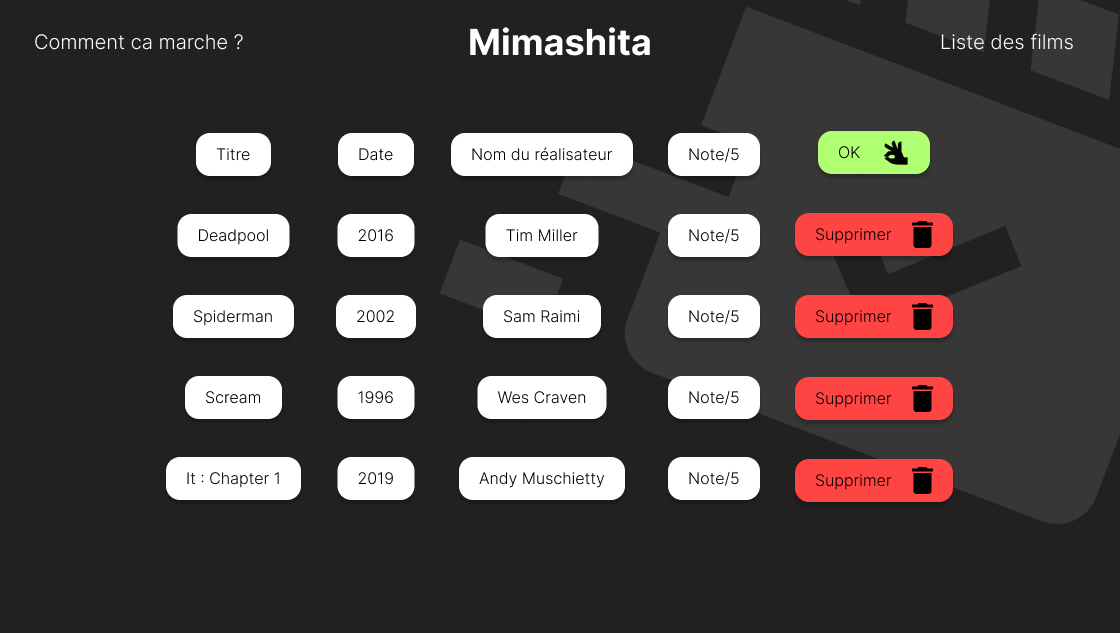 Comment ca marche ?
Mimashita
Liste des films
Titre
Date
Nom du réalisateur
Note/5
OK
Deadpool
2016
Tim Miller
Note/5
Supprimer
Spiderman
2002
Sam Raimi
Note/5
Supprimer
Scream
1996
Wes Craven
Note/5
Supprimer
It : Chapter 1
2019
Andy Muschietty
Note/5
Supprimer